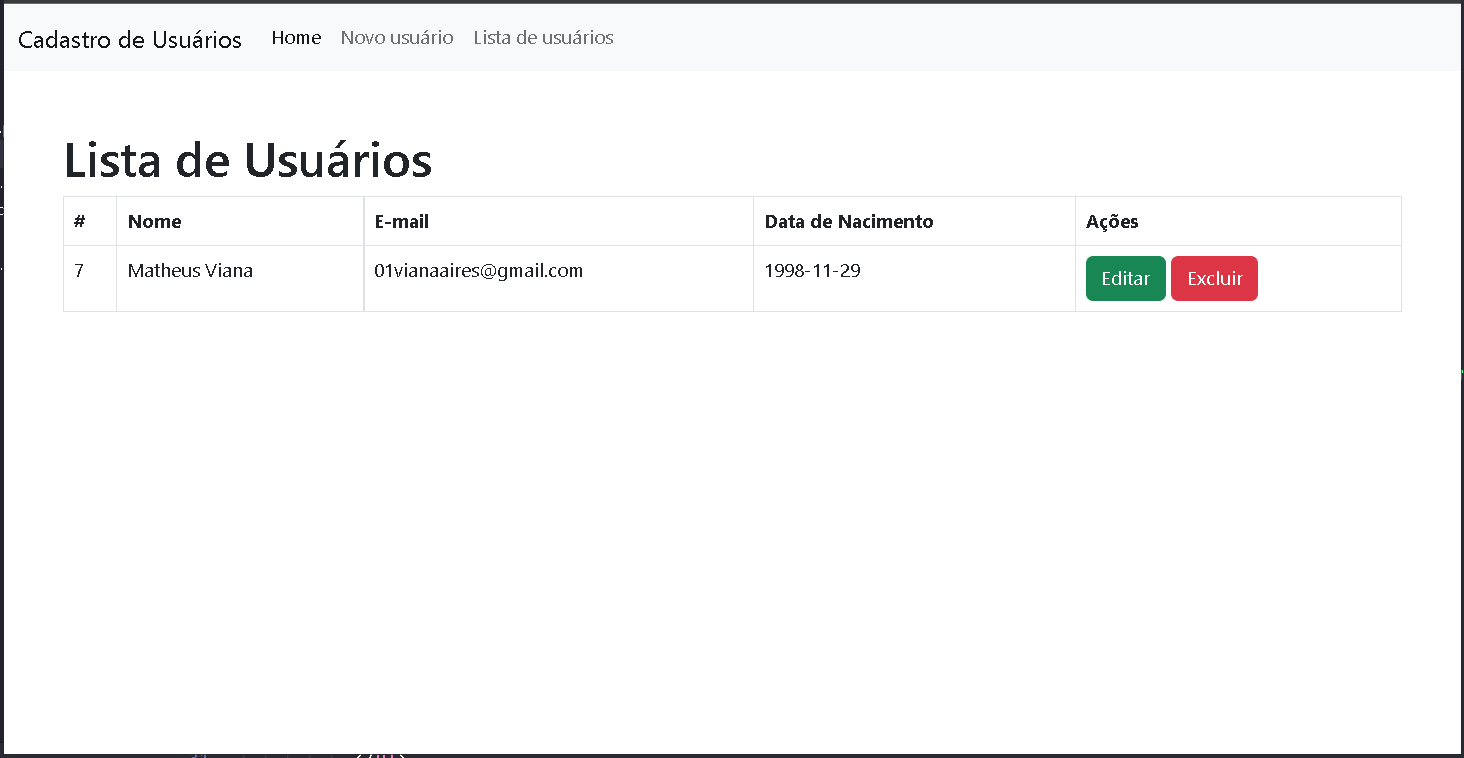 Cadastro de Usuários Home Novo usuário Lista de usuários
Lista de Usuários
# Nome E-mail Data de Nacimento Ações
7 Matheus Viana 01vianaaires@gmail.com 1998-11-29 Editar Excluir